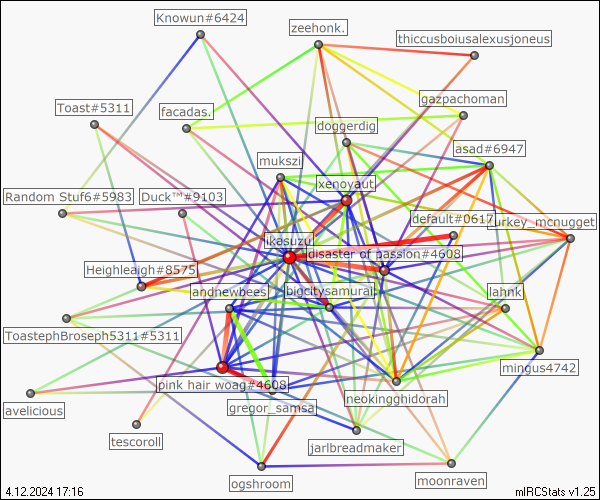 Knowun#6424
zeehonk.
thiccusboiusalexusjoneus
Toast#5311
facadas.
gazpachoman
doggerdig
asad#6947
mukszi
xenoyaut
Random Stuf6#5983
Duck™#9103
default#0617
turkey_mcnugget
ikasuzu
disaster of passion#4608
Heighleaigh#8575
andnewbees
bigcitysamurai
lahnk
ToastephBroseph5311#5311
mingus4742
pink hair woag#4608
neokingghidorah
avelicious
gregor_samsa
tescoroll
jarlbreadmaker
ogshroom
moonraven
4.12.2024 17:16
mIRCStats v1.25